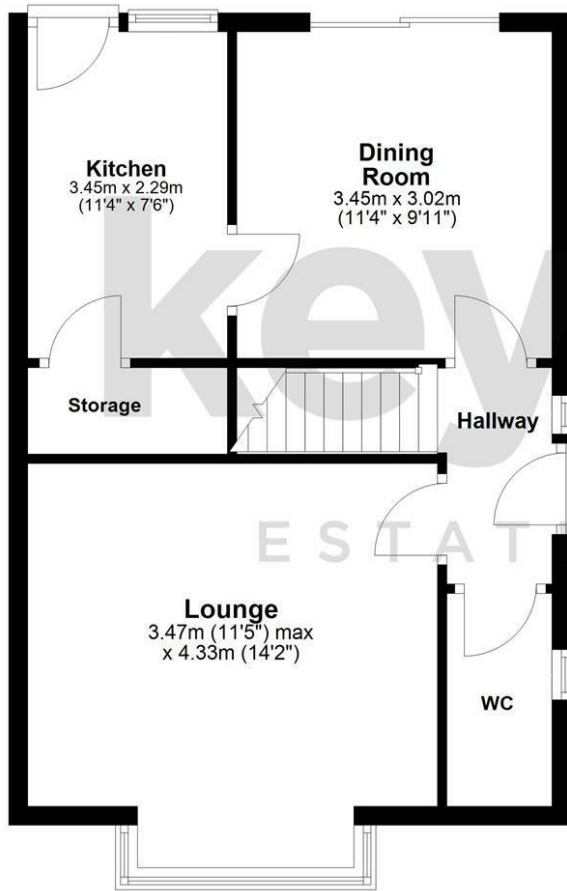 Kitchen
3.45m x 2.29m
(11'4" x 7'6")
Dining
Room
3.45m x 3.02m
(11'4" x 9'11")
key
Storage
Hallway
ESTAT
Lounge
3.47m (11'5") max
x 4.33m (14'2")
WC